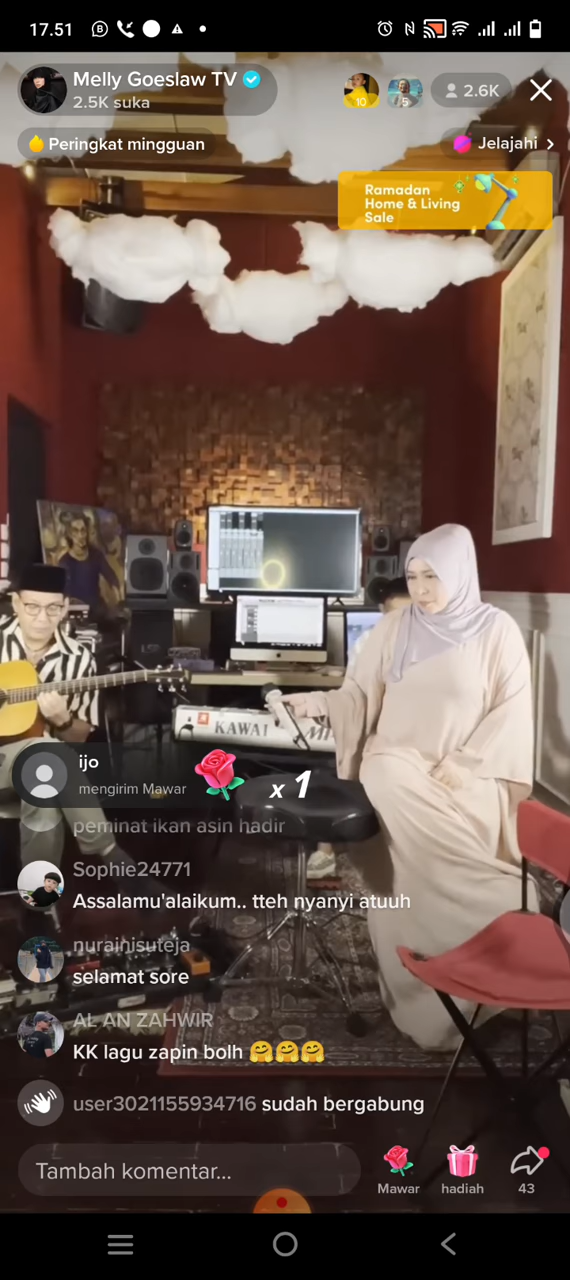 17.51
Melly Goeslaw TV
2.5K suka
10
5
2.6K
Peringkat mingguan
Jelajahi
Ramadan
Home & Living
Sale
KAWAI
ijo
mengirim Mawar
x 1
peminat ikan asin hadir
Sophie24771
Assalamu'alaikum.. tteh nyanyi atuuh
nurainisuteja
selamat sore
AL AN ZAHWIR
KK lagu zapin bolh 🤗🤗🤗
user3021155934716 sudah bergabung
Tambah komentar...
Mawar
hadiah
43